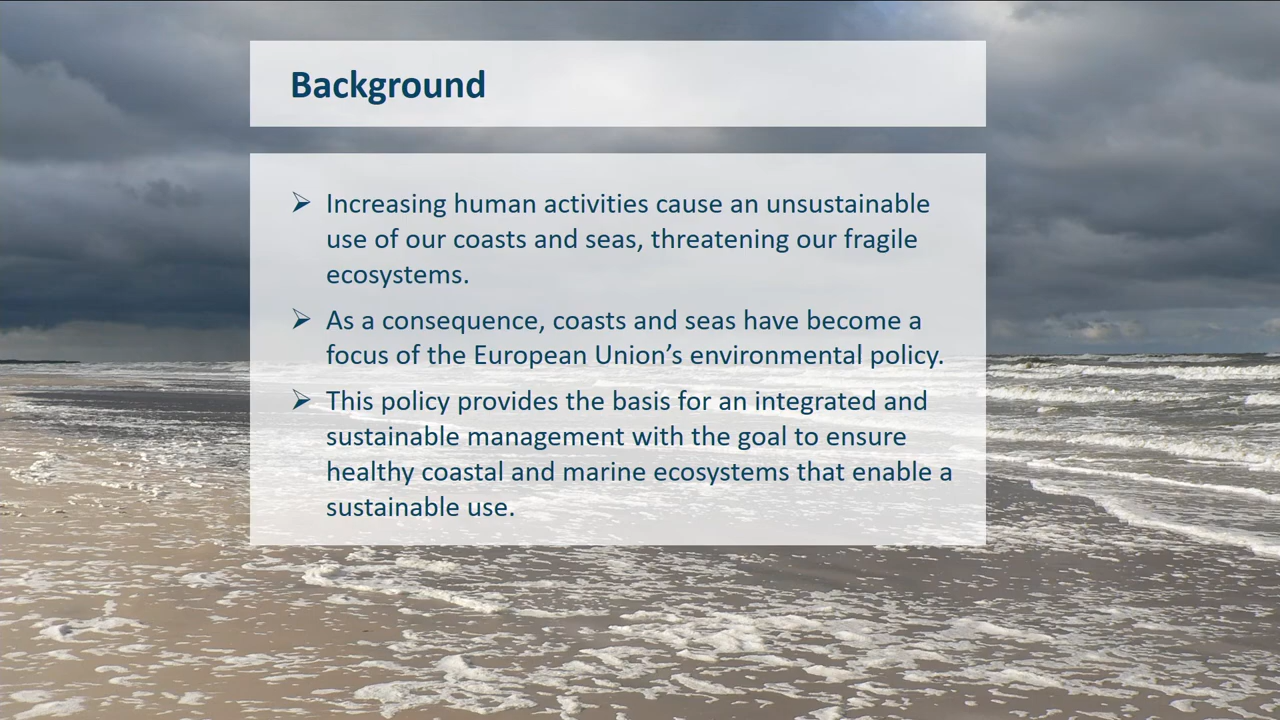 Background
➢ Increasing human activities cause an unsustainable
use of our coasts and seas, threatening our fragile
ecosystems.
➢ As a consequence, coasts and seas have become a
focus of the European Union’s environmental policy.
➢ This policy provides the basis for an integrated and
sustainable management with the goal to ensure
healthy coastal and marine ecosystems that enable a
sustainable use.